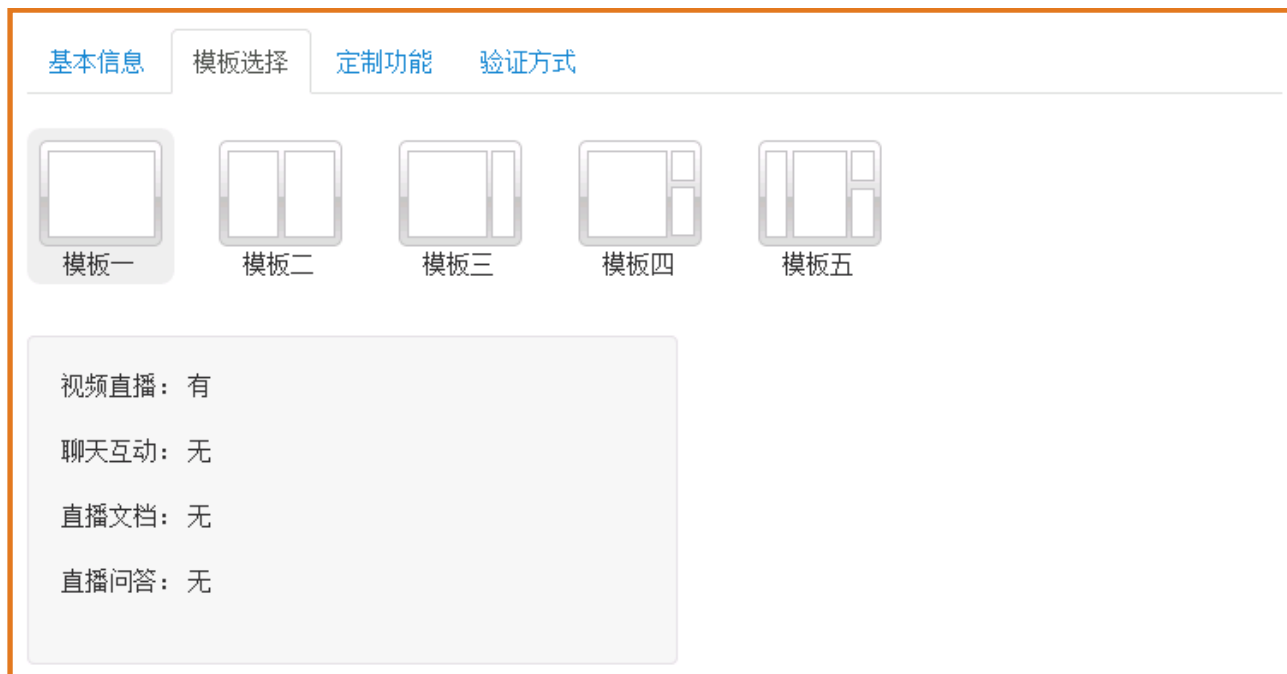 基本信息 模板选择 定制功能 验证方式
模板一 模板二 模板三 模板四 模板五
视频直播：有
聊天互动：无
直播文档：无
直播问答：无